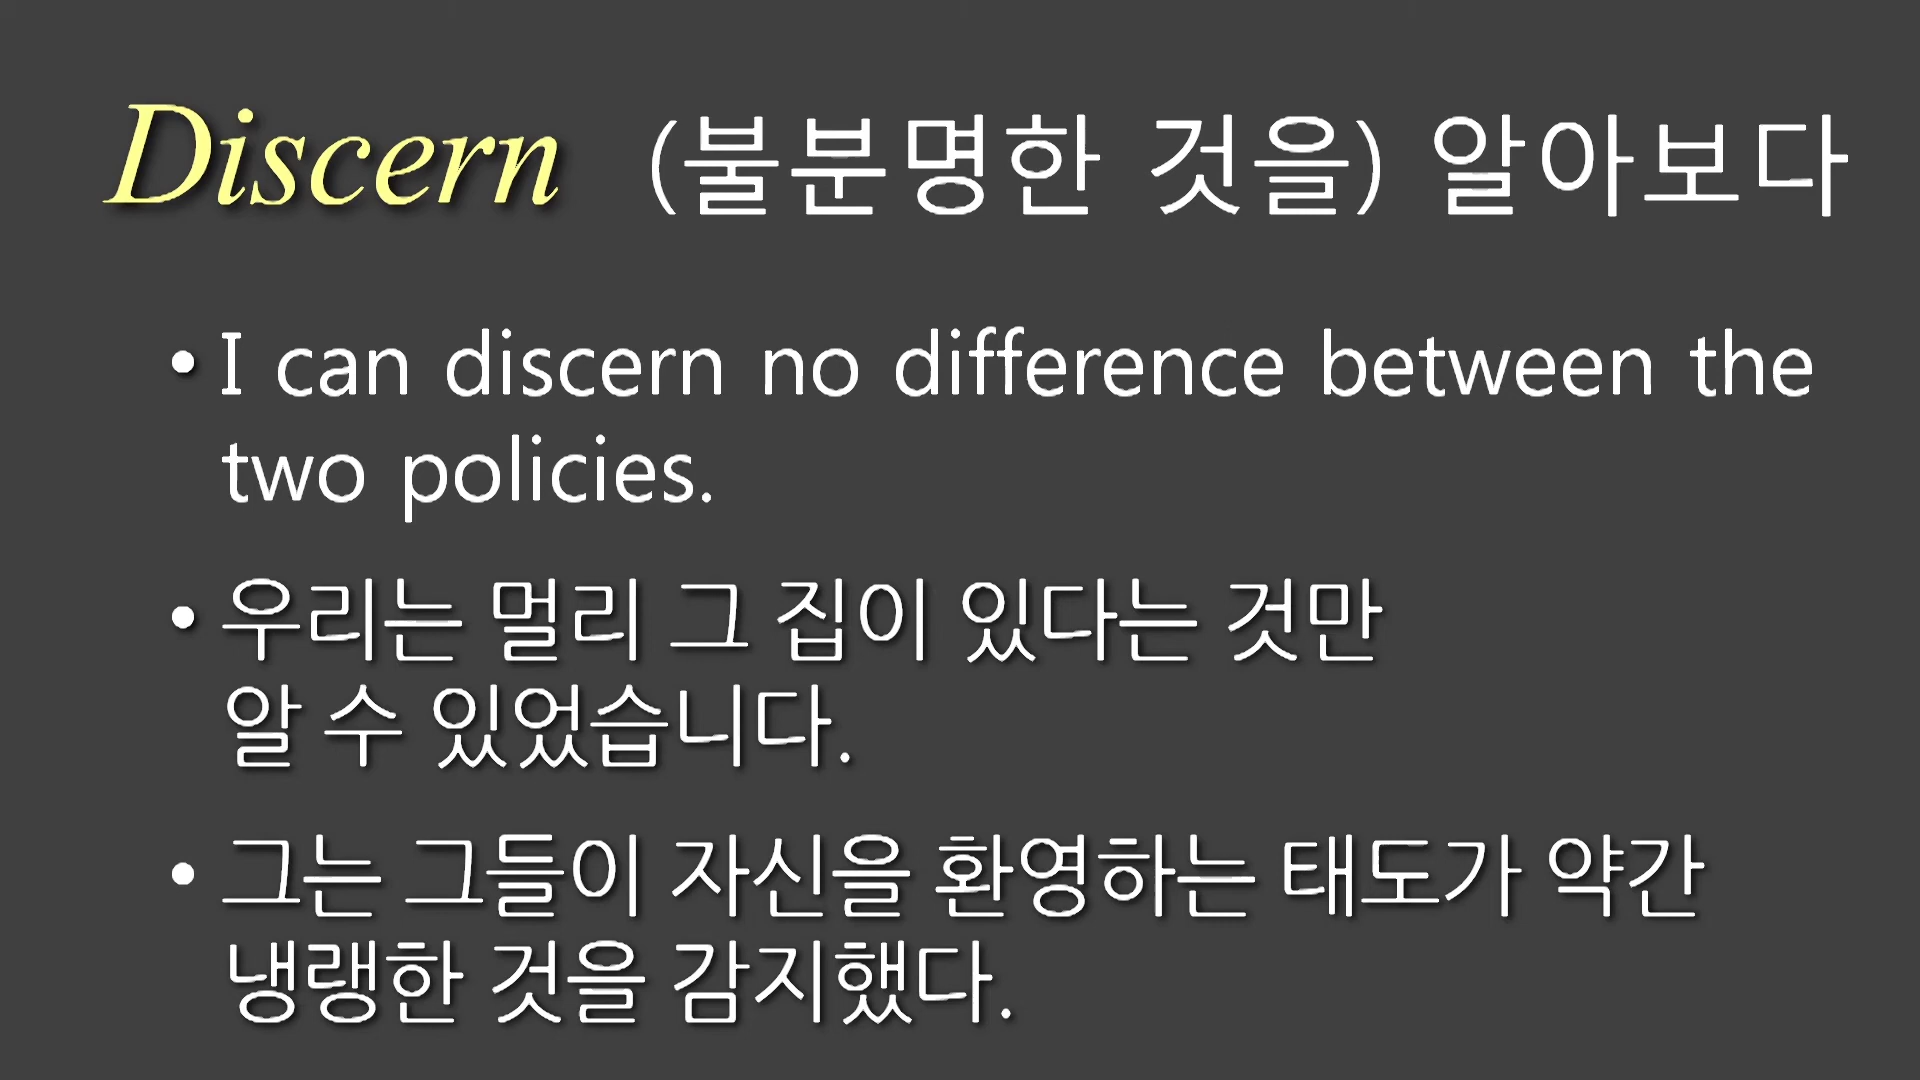 Discern (불분명한 것을) 알아보다
• I can discern no difference between the
two policies.
• 우리는 멀리 그 집이 있다는 것만
알 수 있었습니다.
• 그는 그들이 자신을 환영하는 태도가 약간
냉랭한 것을 감지했다.